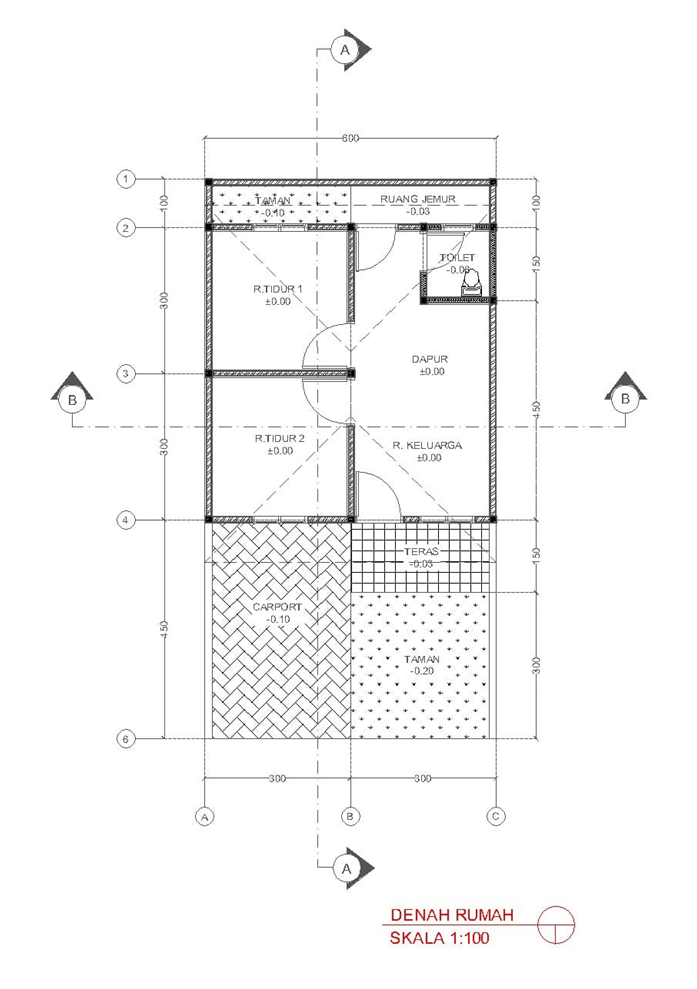 A
600
1
TAMAN
-0.10
RUANG JEMUR
-0.03
100
100
2
TOILET
-0.03
150
R.TIDUR 1
±0.00
300
DAPUR
±0.00
3
B
B
450
R.TIDUR 2
±0.00
R. KELUARGA
±0.00
300
4
TERAS
-0.03
150
CARPORT
-0.10
450
TAMAN
-0.20
300
6
300
300
A
B
C
A
DENAH RUMAH
SKALA 1:100